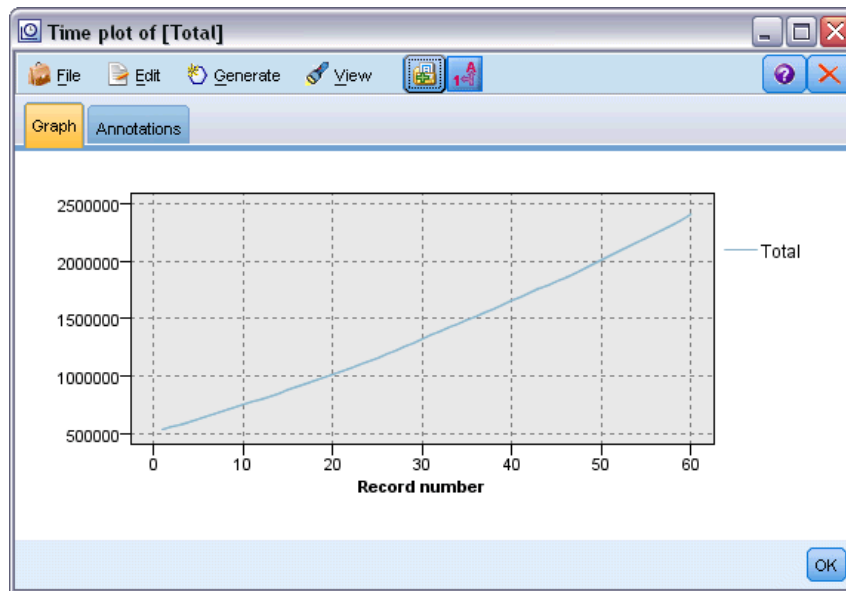 Time plot of [Total]
File Edit Generate View
Graph Annotations
2500000
2000000
1500000
1000000
500000
Total
0 10 20 30 40 50 60
Record number
OK